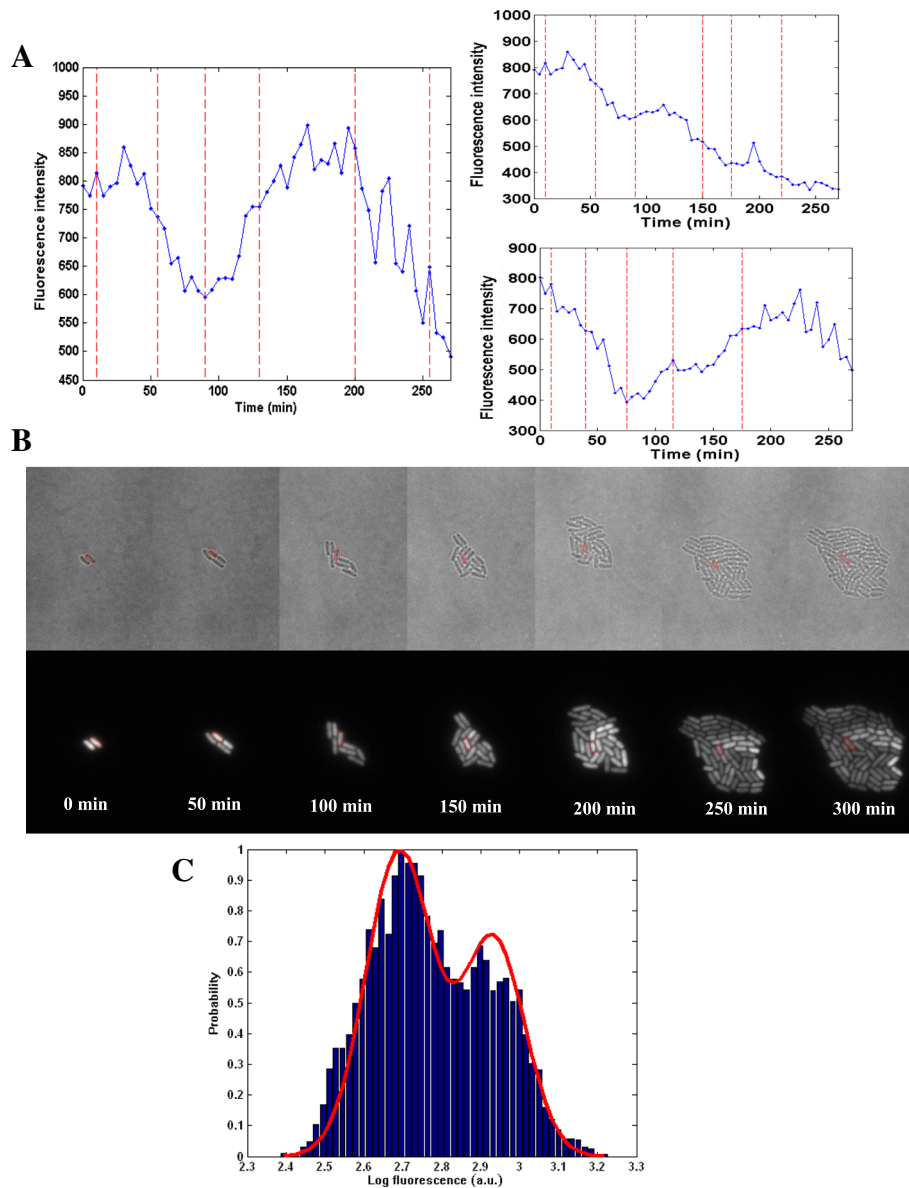 A
Fluorescence intensity
1000
950
900
850
800
750
700
650
600
550
500
450
0 50 100 150 200 250
Time (min)
Fluorescence intensity
1000
900
800
700
600
500
400
300
0 50 100 150 200 250
Time (min)
Fluorescence intensity
900
800
700
600
500
400
300
0 50 100 150 200 250
Time (min)
B
0 min 50 min 100 min 150 min 200 min 250 min 300 min
C
Probability
1
0.9
0.8
0.7
0.6
0.5
0.4
0.3
0.2
0.1
0
2.3 2.4 2.5 2.6 2.7 2.8 2.9 3 3.1 3.2 3.3
Log fluorescence (a.u.)